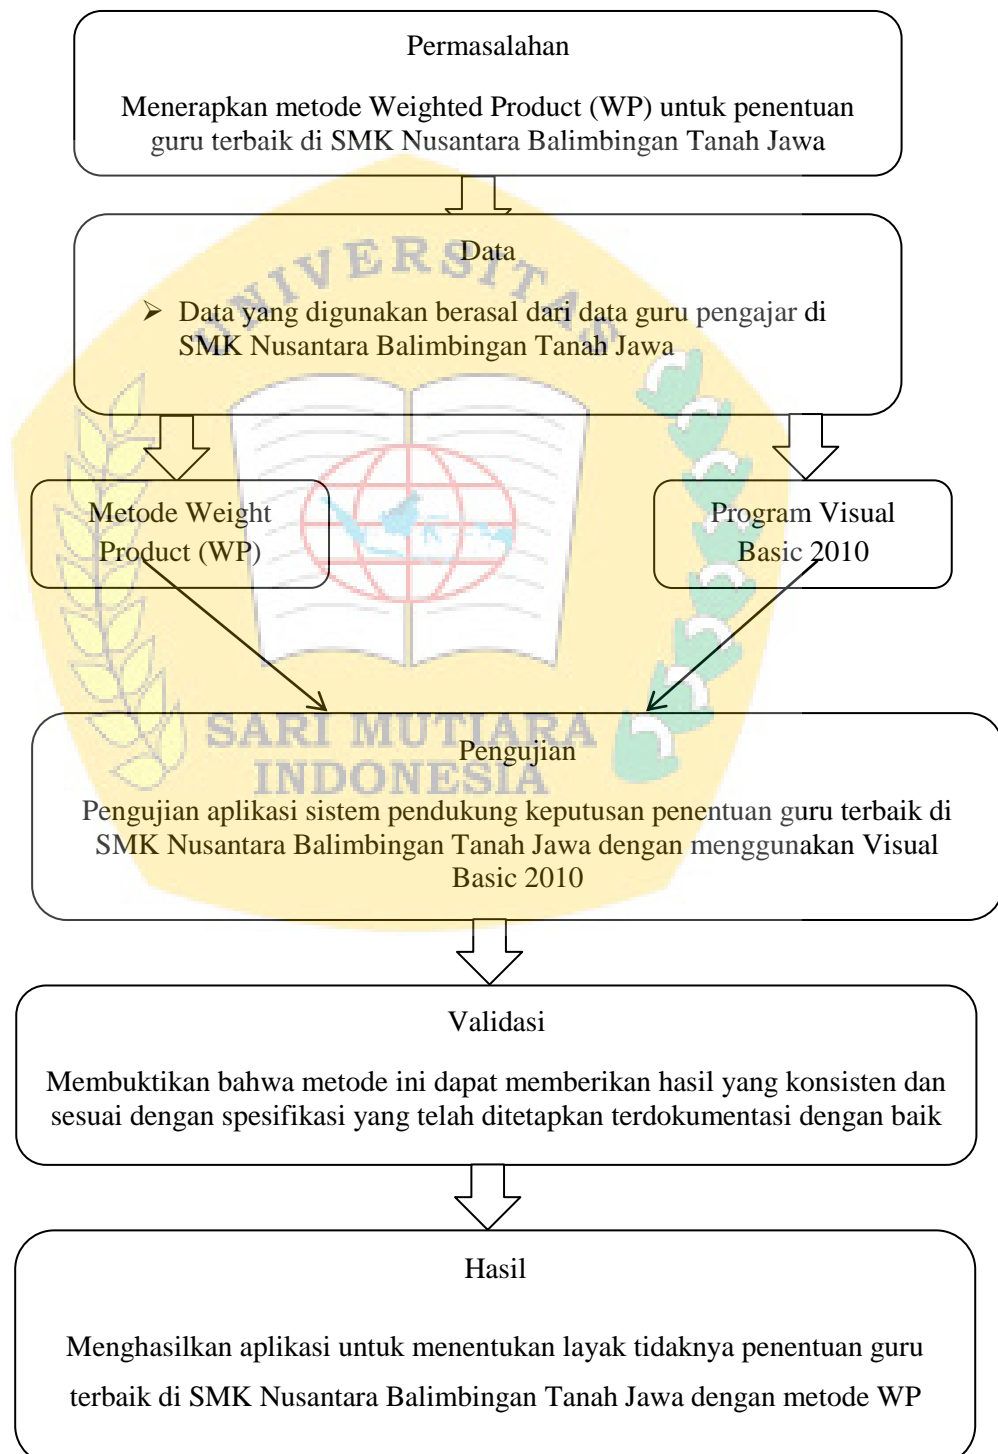 Permasalahan
Menerapkan metode Weighted Product (WP) untuk penentuan
guru terbaik di SMK Nusantara Balimbingan Tanah Jawa
Data
UNIVERSITAS
➢ Data yang digunakan berasal dari data guru pengajar di
SMK Nusantara Balimbingan Tanah Jawa
Metode Weight
Product (WP)
Program Visual
Basic 2010
SARI MUTIARA
INDONESIA
Pengujian
Pengujian aplikasi sistem pendukung keputusan penentuan guru terbaik di
SMK Nusantara Balimbingan Tanah Jawa dengan menggunakan Visual
Basic 2010
Validasi
Membuktikan bahwa metode ini dapat memberikan hasil yang konsisten dan
sesuai dengan spesifikasi yang telah ditetapkan terdokumentasi dengan baik
Hasil
Menghasilkan aplikasi untuk menentukan layak tidaknya penentuan guru
terbaik di SMK Nusantara Balimbingan Tanah Jawa dengan metode WP